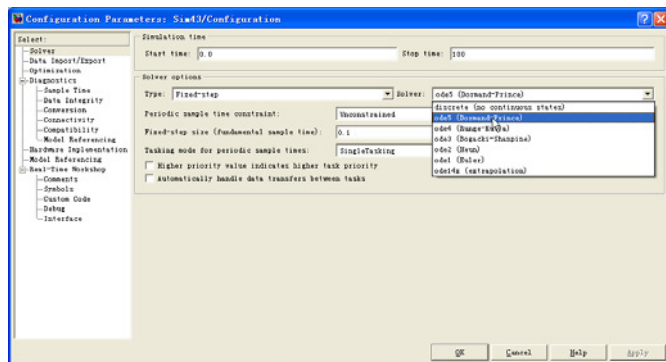 Configuration Parameters: Sim43/Configuration
Select:
Solver
Data Import/Export
Optimization
Diagnostics
Sample Time
Data Integrity
Conversion
Connectivity
Compatibility
Model Referencing
Hardware Implementation
Model Referencing
Real-Time Workshop
Comments
Symbols
Custom Code
Debug
Interface
Simulation time
Start time: 0.0 Stop time: 100
Solver options
Type: Fixed-step Solver: ode5 (Dormand-Prince)
discrete (no continuous states)
ode5 (Dormand-Prince)
ode4 (Runge-Kutta)
ode3 (Bogacki-Shampine)
ode2 (Heun)
ode1 (Euler)
ode14x (extrapolation)
Periodic sample time constraint: Unconstrained
Fixed-step size (fundamental sample time): 0.1
Tasking mode for periodic sample times: SingleTasking
Higher priority value indicates higher task priority
Automatically handle data transfers between tasks
OK Cancel Help Apply